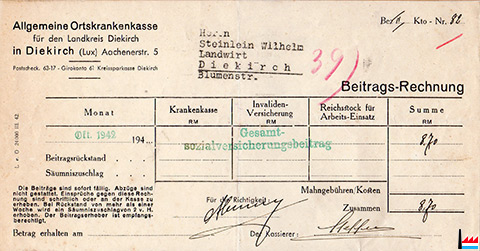 Allgemeine Ortskrankenkasse
für den Landkreis Diekirch
in Diekirch (Lux) Aachenerstr. 5
Postscheck. 63-17 - Girokonto 61 Kreissparkasse Diekirch
Herrn
Steinlein Wilhelm
Landwirt
Diekirch
Blumenstr.
Bez. Kto - Nr. 82
39)
Beitrags-Rechnung
Monat Krankenkasse Invaliden-Versicherung Reichstock für Arbeits-Einsatz Summe
RM RM RM RM
Okt. 1942 194... Gesamt- 8.70
sozialversicherungsbeitrag
Beitragsrückstand
Säumniszuschlag
Die Beiträge sind sofort fällig. Abzüge sind
nicht gestattet. Einsprüche gegen diese Rech-
nung sind schriftlich oder an der Kasse zu
erheben. Bei Rückstand von mehr als einer
Woche wird ein Säumniszuschlag von 2 v. H.
erhoben. Der Beitragserheber ist empfangs-
berechtigt.
Mahngebühren/Kosten
Für die Richtigkeit: Zusammen 8.70
Betrag erhalten am Der Kassierer: